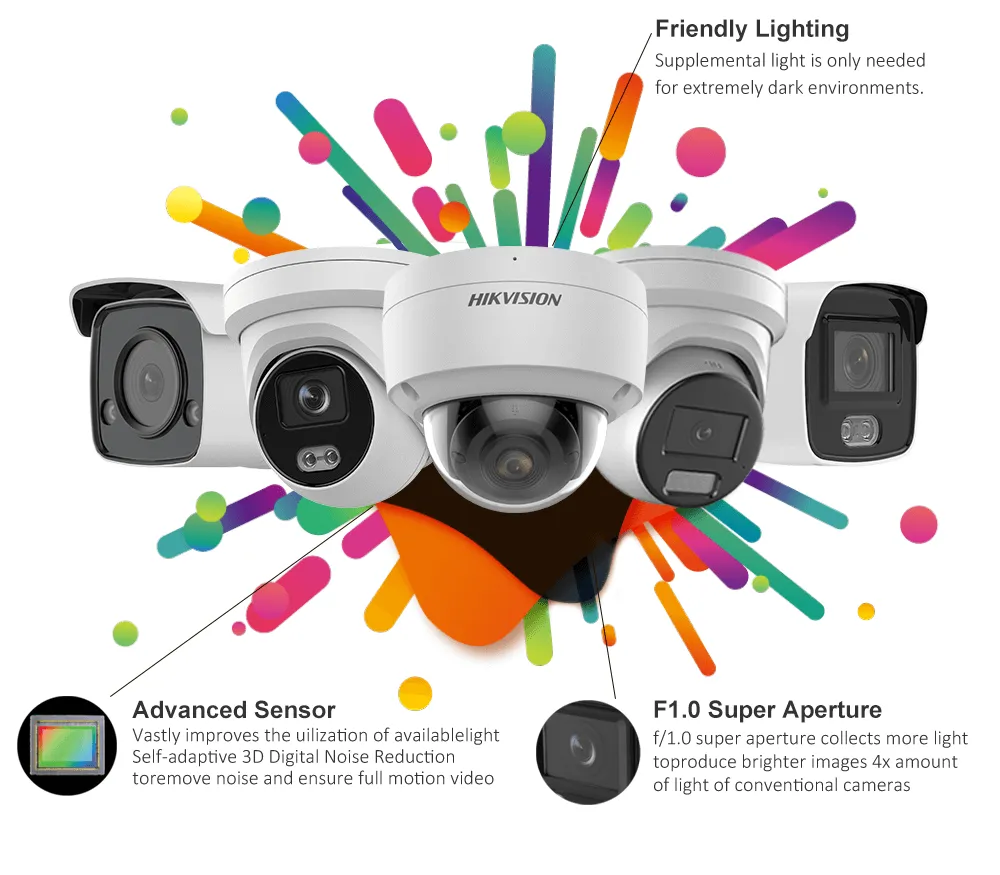 Friendly Lighting
Supplemental light is only needed
for extremely dark environments.
HIKVISION
Advanced Sensor
Vastly improves the uilization of availablelight
Self-adaptive 3D Digital Noise Reduction
toremove noise and ensure full motion video
F1.0 Super Aperture
f/1.0 super aperture collects more light
toproduce brighter images 4x amount
of light of conventional cameras